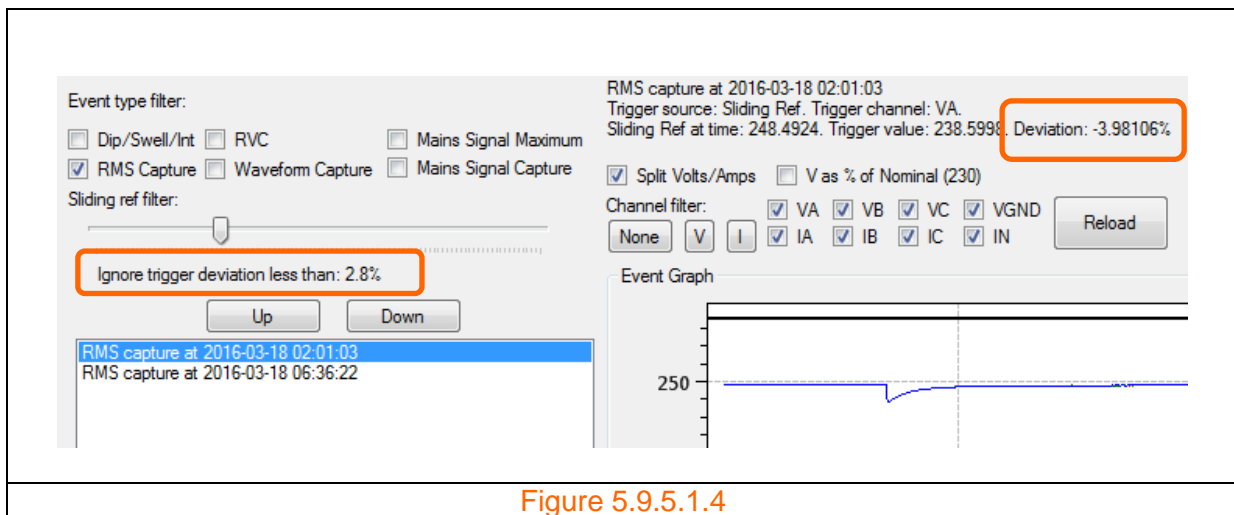 Event type filter:
Dip/Swell/Int RVC Mains Signal Maximum
RMS Capture Waveform Capture Mains Signal Capture
Sliding ref filter:
Ignore trigger deviation less than: 2.8%
Up Down
RMS capture at 2016-03-18 02:01:03
RMS capture at 2016-03-18 06:36:22
RMS capture at 2016-03-18 02:01:03
Trigger source: Sliding Ref. Trigger channel: VA.
Sliding Ref at time: 248.4924. Trigger value: 238.5998. Deviation: -3.98106%
Split Volts/Amps V as % of Nominal (230)
Channel filter: VA VB VC VGND
None V I IA IB IC IN Reload
Event Graph
250
Figure 5.9.5.1.4